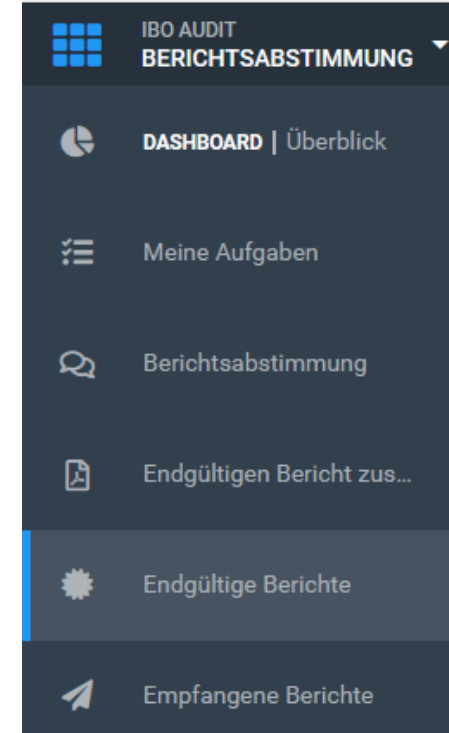 IBO AUDIT
BERICHTSABSTIMMUNG
DASHBOARD | Überblick
Meine Aufgaben
Berichtsabstimmung
Endgültigen Bericht zus...
Endgültige Berichte
Empfangene Berichte